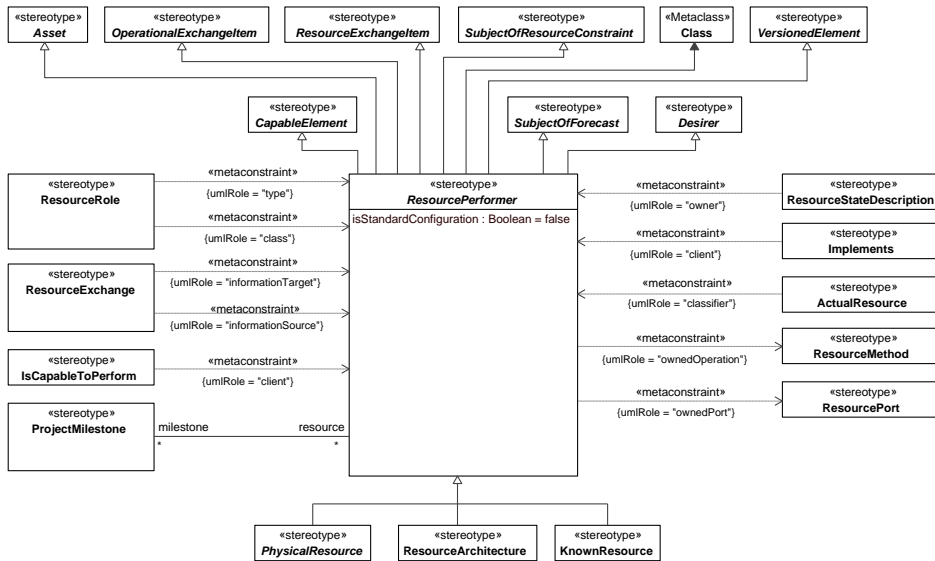 «stereotype»
Asset
«stereotype»
OperationalExchangeItem
«stereotype»
ResourceExchangeItem
«stereotype»
SubjectOfResourceConstraint
«Metaclass»
Class
«stereotype»
VersionedElement
«stereotype»
CapableElement
«stereotype»
SubjectOfForecast
«stereotype»
Desirer
«stereotype»
ResourceRole
«metaconstraint»
{umlRole = "type"}
«metaconstraint»
{umlRole = "class"}
«stereotype»
ResourceExchange
«metaconstraint»
{umlRole = "informationTarget"}
«metaconstraint»
{umlRole = "informationSource"}
«stereotype»
IsCapableToPerform
«metaconstraint»
{umlRole = "client"}
«stereotype»
ProjectMilestone
milestone
resource
*
*
«stereotype»
ResourcePerformer
isStandardConfiguration : Boolean = false
«metaconstraint»
{umlRole = "owner"}
«stereotype»
ResourceStateDescription
«metaconstraint»
{umlRole = "client"}
«stereotype»
Implements
«metaconstraint»
{umlRole = "classifier"}
«stereotype»
ActualResource
«metaconstraint»
{umlRole = "ownedOperation"}
«stereotype»
ResourceMethod
«metaconstraint»
{umlRole = "ownedPort"}
«stereotype»
ResourcePort
«stereotype»
PhysicalResource
«stereotype»
ResourceArchitecture
«stereotype»
KnownResource